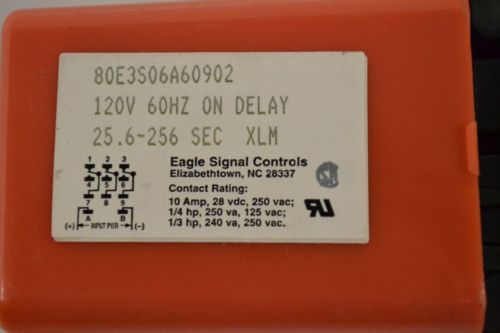 80E3S06A60902
120V 60HZ ON DELAY
25.6-256 SEC XLM
Eagle Signal Controls
Elizabethtown, NC 28337
Contact Rating:
10 Amp, 28 vdc, 250 vac;
1/4 hp, 250 va, 125 vac;
1/3 hp, 240 va, 250 vac.
1 2 3
4 5 6
7 8 9
A B
(+) INPUT PWR (-)